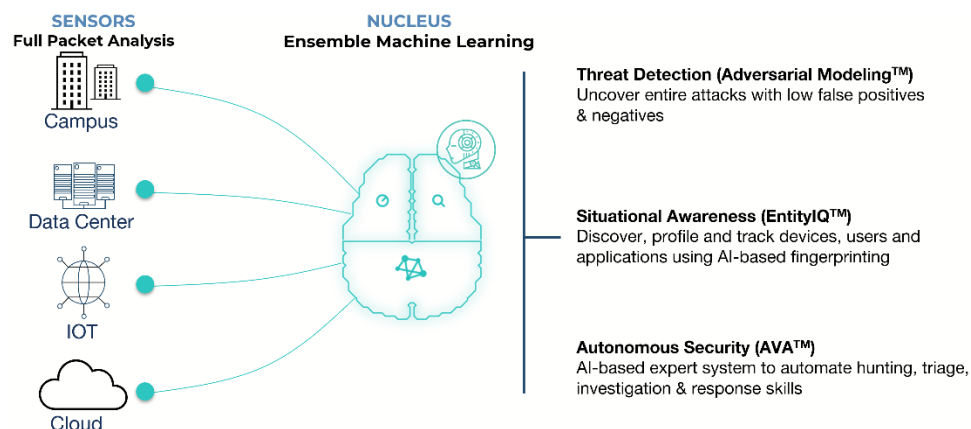 SENSORS
Full Packet Analysis
Campus
Data Center
IOT
Cloud
NUCLEUS
Ensemble Machine Learning
Threat Detection (Adversarial Modeling™)
Uncover entire attacks with low false positives
& negatives
Situational Awareness (EntityIQ™)
Discover, profile and track devices, users and
applications using AI-based fingerprinting
Autonomous Security (AVA™)
AI-based expert system to automate hunting, triage,
investigation & response skills